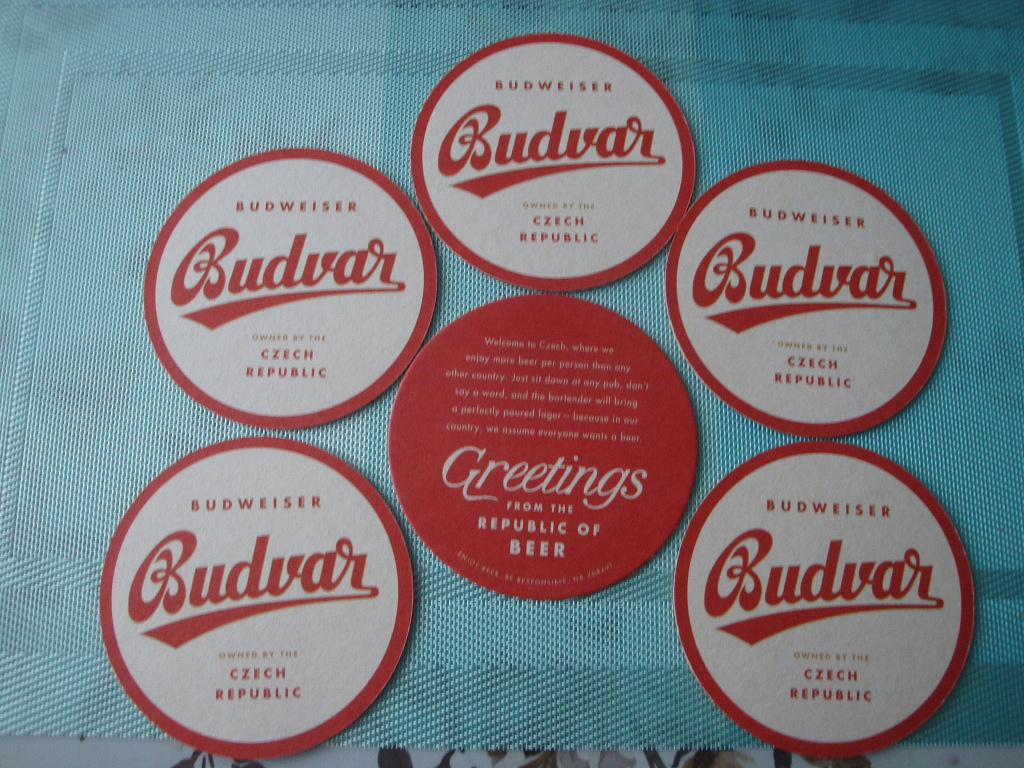 BUDWEISER
Budvar
OWNED BY THE
CZECH
REPUBLIC
BUDWEISER
Budvar
OWNED BY THE
CZECH
REPUBLIC
BUDWEISER
Budvar
OWNED BY THE
CZECH
REPUBLIC
Welcome to Czech, where we
enjoy more beer per person than any
other country. Just sit down at any pub, don't
say a word, and the bartender will bring
a perfectly poured lager — because in our
country, we assume everyone wants a beer.
Greetings
FROM THE
REPUBLIC OF
BEER
ENJOY BEER. BE RESPONSIBLE.
BUDWEISER
Budvar
OWNED BY THE
CZECH
REPUBLIC
BUDWEISER
Budvar
OWNED BY THE
CZECH
REPUBLIC